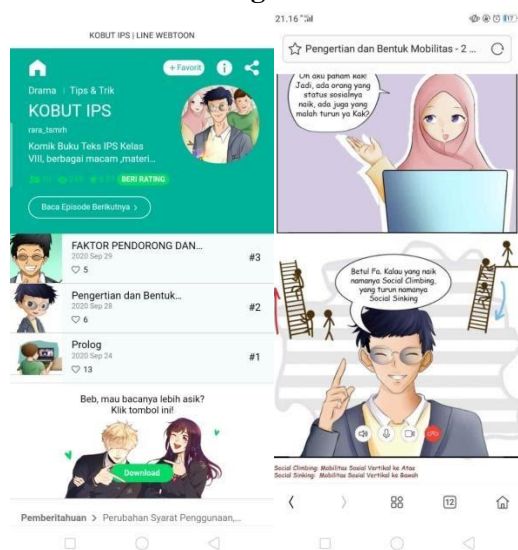 KOBUT IPS | LINE WEBTOON
+ Favorit
Drama | Tips & Trik
KOBUT IPS
rara_tsmrh
Komik Buku Teks IPS Kelas
VIII, berbagai macam ,materi...
BERI RATING
Baca Episode Berikutnya >
FAKTOR PENDORONG DAN...
2020 Sep 29
5
#3
Pengertian dan Bentuk...
2020 Sep 28
6
#2
Prolog
2020 Sep 24
13
#1
Beb, mau bacanya lebih asik?
Klik tombol ini!
Download
Pemberitahuan > Perubahan Syarat Penggunaan,...
21.16
Pengertian dan Bentuk Mobilitas - 2 ...
Oh aku paham kak!
Jadi, ada orang yang
status sosialnya
naik, ada juga yang
malah turun ya Kak?
Betul Fa. Kalau yang naik
namanya Social Climbing,
yang turun namanya
Social Sinking
Social Climbing: Mobilitas Sosial Vertikal ke Atas
Social Sinking: Mobilitas Sosial Vertikal ke Bawah
12